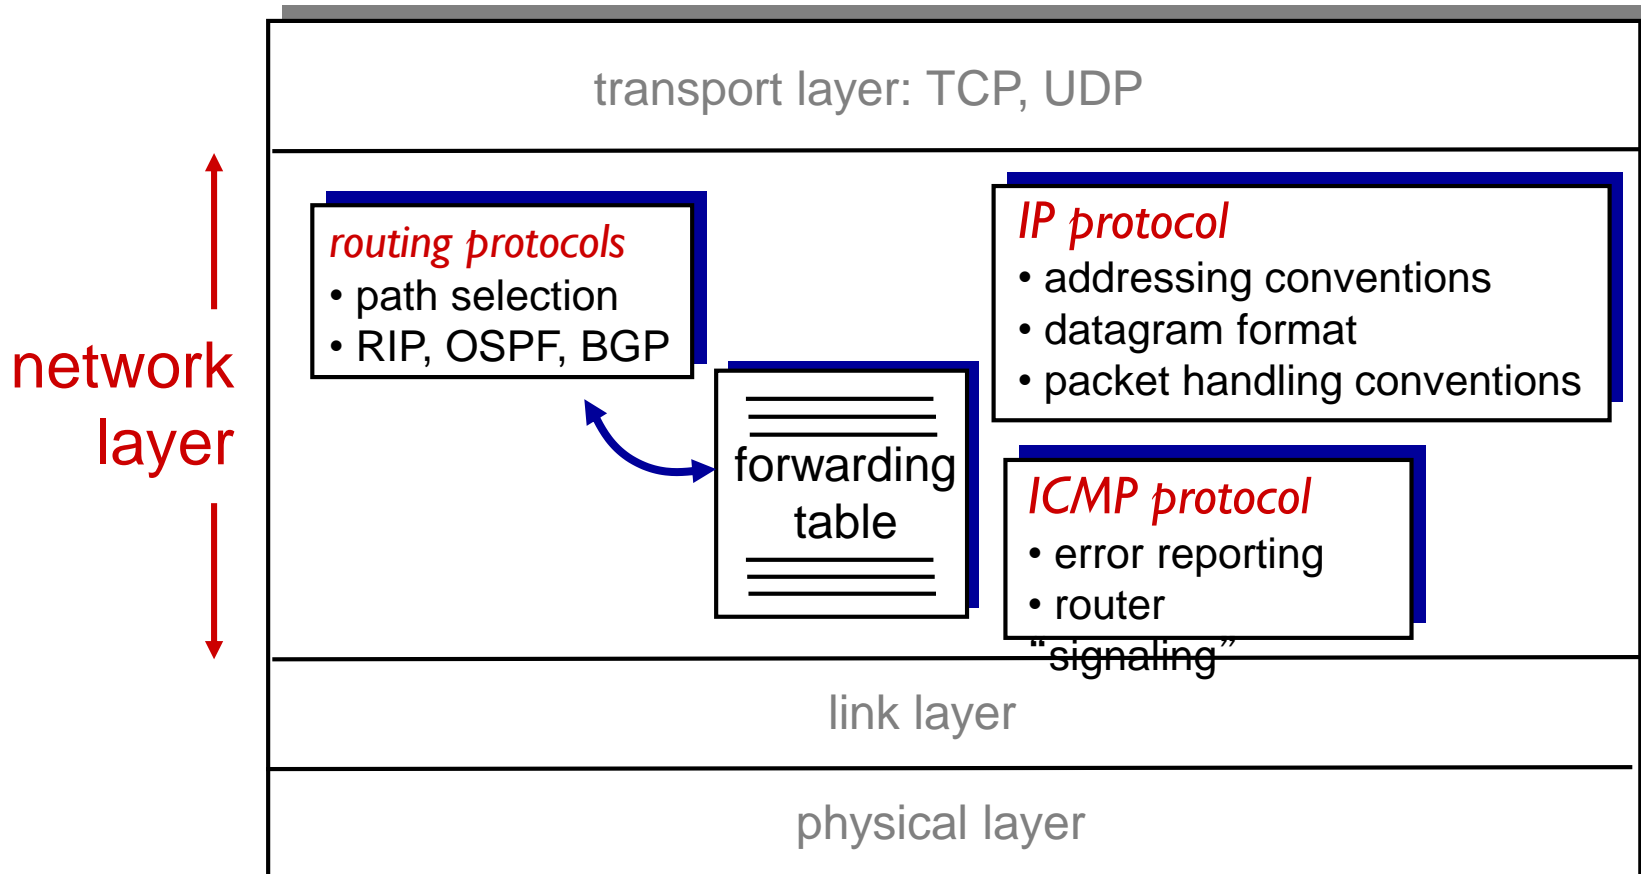 transport layer: TCP, UDP
network
layer
routing protocols
• path selection
• RIP, OSPF, BGP
forwarding
table
IP protocol
• addressing conventions
• datagram format
• packet handling conventions
ICMP protocol
• error reporting
• router
“signaling”
link layer
physical layer